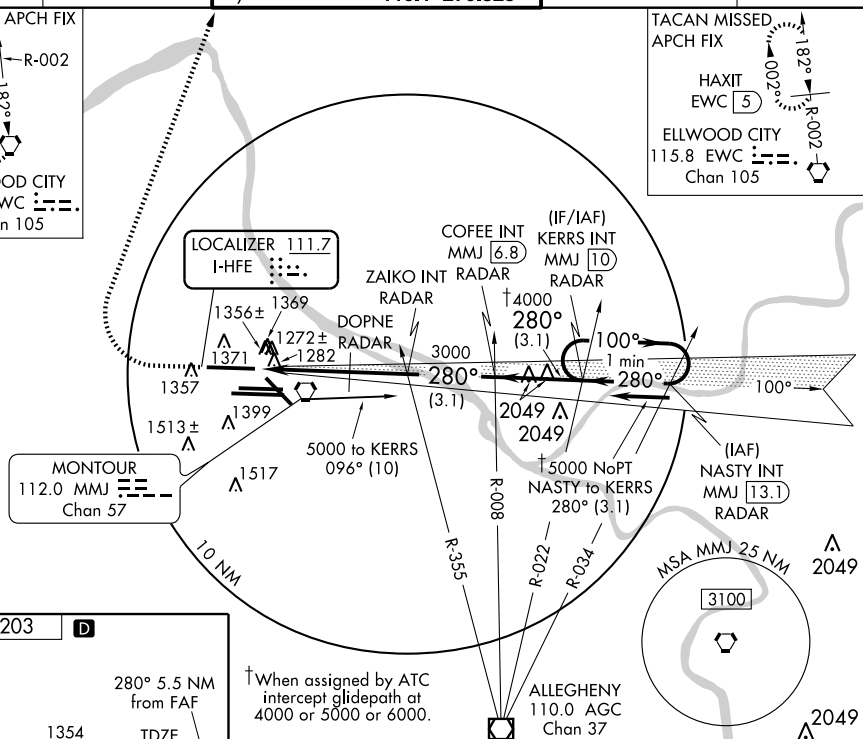 APCH FIX
R-002
182°
OD CITY
WC
n 105
TACAN MISSED
APCH FIX
182°
002°
HAXIT
EWC 5
R-002
ELLWOOD CITY
115.8 EWC
Chan 105
LOCALIZER 111.7
I-HFE
(IF/IAF)
KERRS INT
MMJ 10
RADAR
COFEE INT
MMJ 6.8
RADAR
ZAIKO INT
RADAR
DOPNE
RADAR
†4000
280°
(3.1)
100°
1 min
280°
100°
3000
280°
(3.1)
1369
1356±
1272±
1282
1371
1357
1399
1513±
1517
2049
2049
5000 to KERRS
096° (10)
†5000 NoPT
NASTY to KERRS
280° (3.1)
(IAF)
NASTY INT
MMJ 13.1
RADAR
MONTOUR
112.0 MMJ
Chan 57
10 NM
R-355
R-008
R-022
R-034
MSA MMJ 25 NM
3100
2049
2049
203 D
280° 5.5 NM
from FAF
1354
TDZE
†When assigned by ATC
intercept glidepath at
4000 or 5000 or 6000.
ALLEGHENY
110.0 AGC
Chan 37